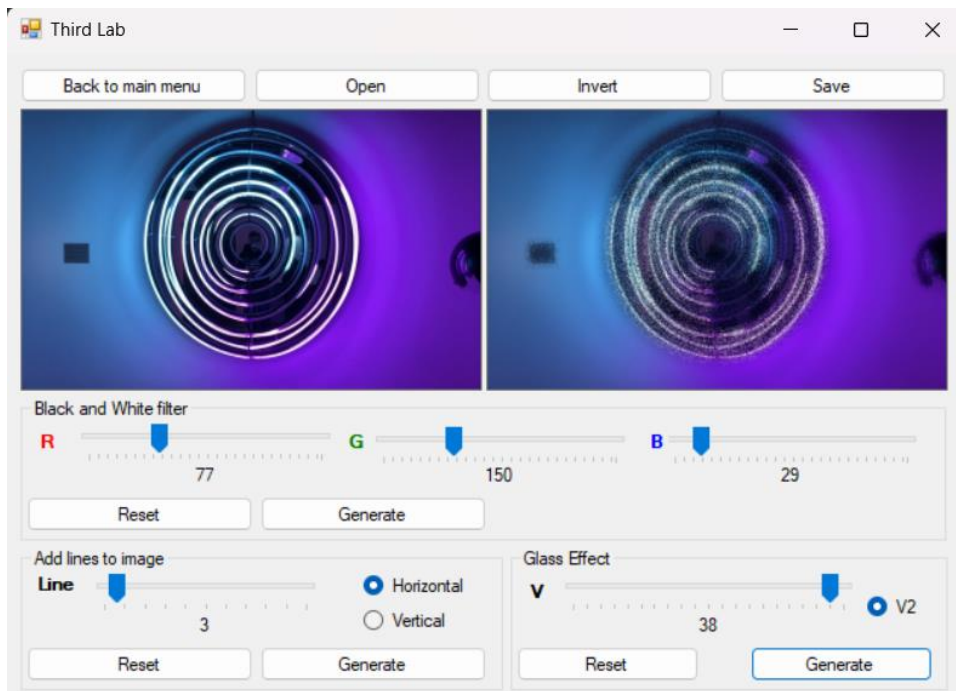 Third Lab
Back to main menu Open Invert Save
Black and White filter
R G B
77 150 29
Reset Generate
Add lines to image Glass Effect
Line Horizontal V V2
3 Vertical 38
Reset Generate Reset Generate